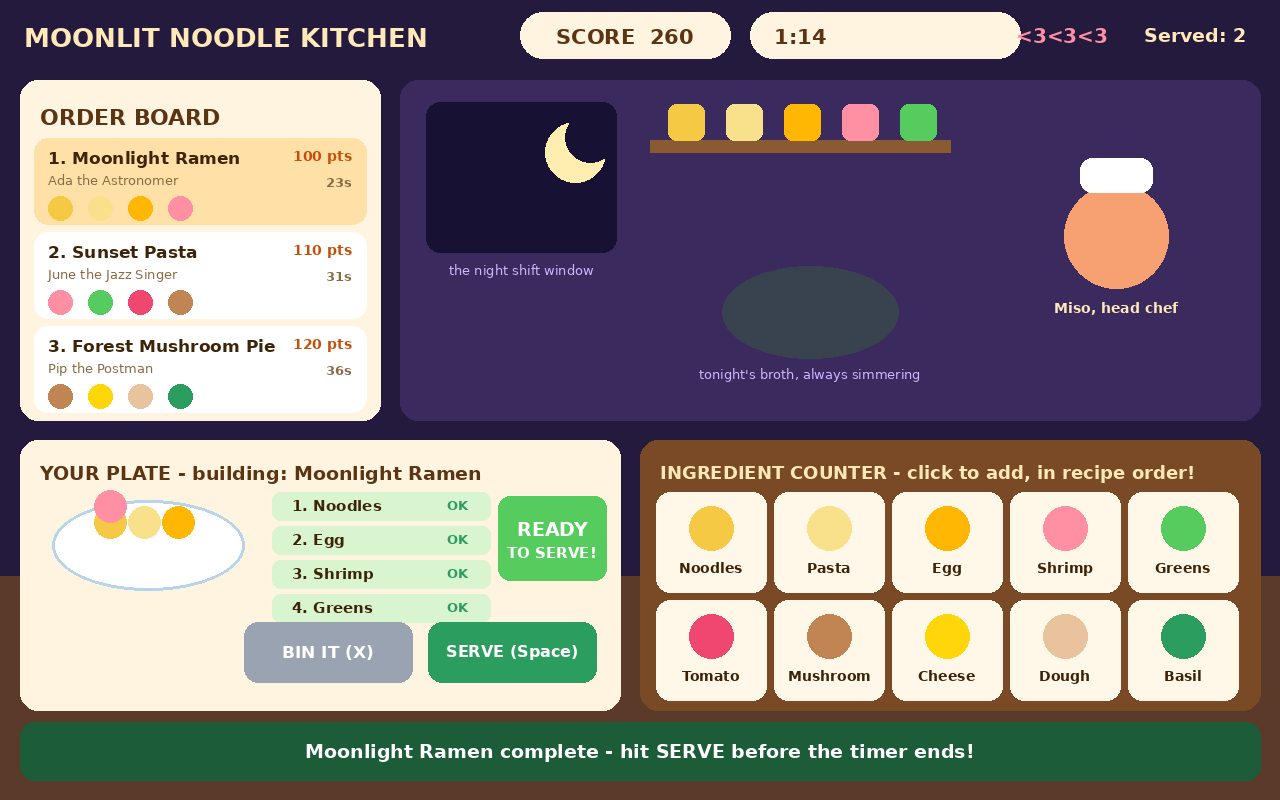 MOONLIT NOODLE KITCHEN
SCORE 260
1:14
<3<3<3
Served: 2
ORDER BOARD
1. Moonlight Ramen
100 pts
Ada the Astronomer
23s
2. Sunset Pasta
110 pts
June the Jazz Singer
31s
3. Forest Mushroom Pie
120 pts
Pip the Postman
36s
the night shift window
tonight's broth, always simmering
Miso, head chef
YOUR PLATE - building: Moonlight Ramen
1. Noodles OK
2. Egg OK
3. Shrimp OK
4. Greens OK
READY
TO SERVE!
BIN IT (X)
SERVE (Space)
INGREDIENT COUNTER - click to add, in recipe order!
Noodles
Pasta
Egg
Shrimp
Greens
Tomato
Mushroom
Cheese
Dough
Basil
Moonlight Ramen complete - hit SERVE before the timer ends!